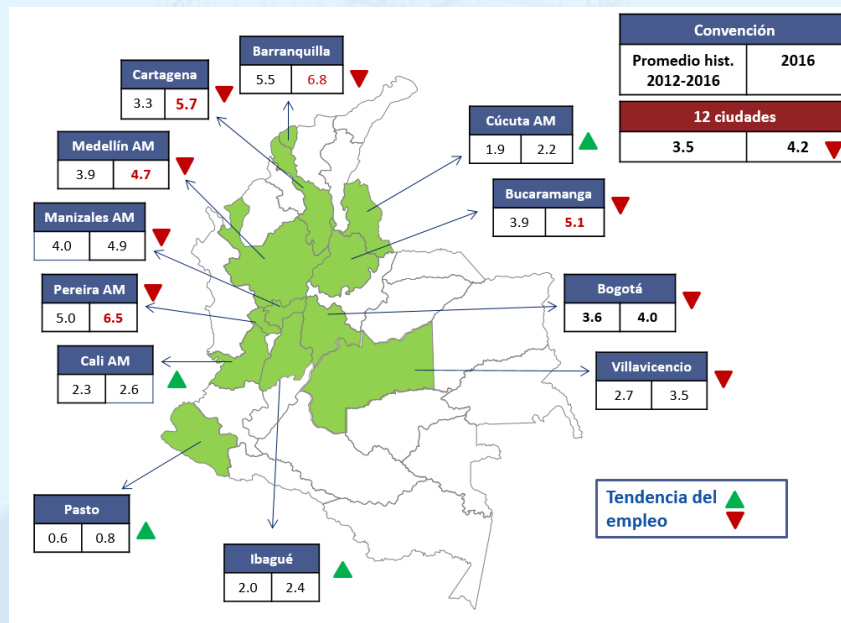 Convención
Promedio hist. 2016
2012-2016
12 ciudades
3.5 4.2
Barranquilla
5.5 6.8
Cartagena
3.3 5.7
Cúcuta AM
1.9 2.2
Medellín AM
3.9 4.7
Bucaramanga
3.9 5.1
Manizales AM
4.0 4.9
Pereira AM
5.0 6.5
Bogotá
3.6 4.0
Cali AM
2.3 2.6
Villavicencio
2.7 3.5
Pasto
0.6 0.8
Ibagué
2.0 2.4
Tendencia del
empleo